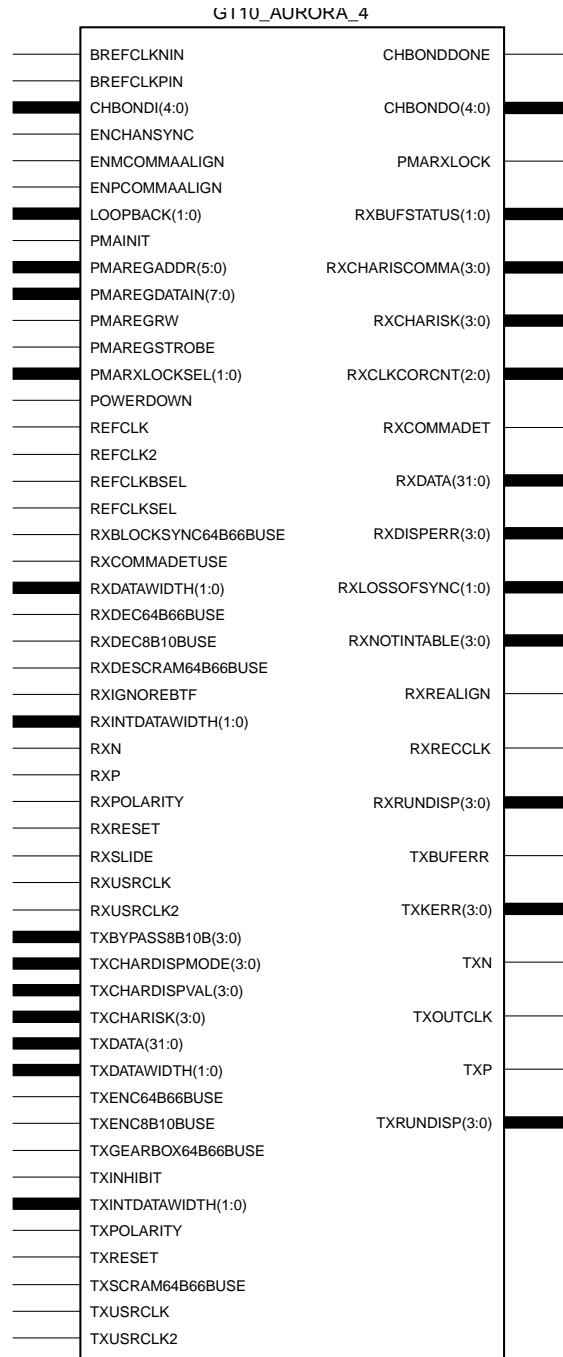 GT10_AURORA_4
BREFCLKNIN
BREFCLKPIN
CHBONDI(4:0)
ENCHANSYNC
ENMCOMMAALIGN
ENPCOMMAALIGN
LOOPBACK(1:0)
PMAINIT
PMAREGADDR(5:0)
PMAREGDATAIN(7:0)
PMAREGRW
PMAREGSTROBE
PMARXLOCKSEL(1:0)
POWERDOWN
REFCLK
REFCLK2
REFCLKBSEL
REFCLKSEL
RXBLOCKSYNC64B66BUSE
RXCOMMADETUSE
RXDATAWIDTH(1:0)
RXDEC64B66BUSE
RXDEC8B10BUSE
RXDESCRAM64B66BUSE
RXIGNOREBTF
RXINTDATAWIDTH(1:0)
RXN
RXP
RXPOLARITY
RXRESET
RXSLIDE
RXUSRCLK
RXUSRCLK2
TXBYPASS8B10B(3:0)
TXCHARDISPMODE(3:0)
TXCHARDISPVAL(3:0)
TXCHARISK(3:0)
TXDATA(31:0)
TXDATAWIDTH(1:0)
TXENC64B66BUSE
TXENC8B10BUSE
TXGEARBOX64B66BUSE
TXINHIBIT
TXINTDATAWIDTH(1:0)
TXPOLARITY
TXRESET
TXSCRAM64B66BUSE
TXUSRCLK
TXUSRCLK2
CHBONDDONE
CHBONDO(4:0)
PMARXLOCK
RXBUFSTATUS(1:0)
RXCHARISCOMMA(3:0)
RXCHARISK(3:0)
RXCLKCORCNT(2:0)
RXCOMMADET
RXDATA(31:0)
RXDISPERR(3:0)
RXLOSSOFSYNC(1:0)
RXNOTINTABLE(3:0)
RXREALIGN
RXRECCLK
RXRUNDISP(3:0)
TXBUFERR
TXKERR(3:0)
TXN
TXOUTCLK
TXP
TXRUNDISP(3:0)